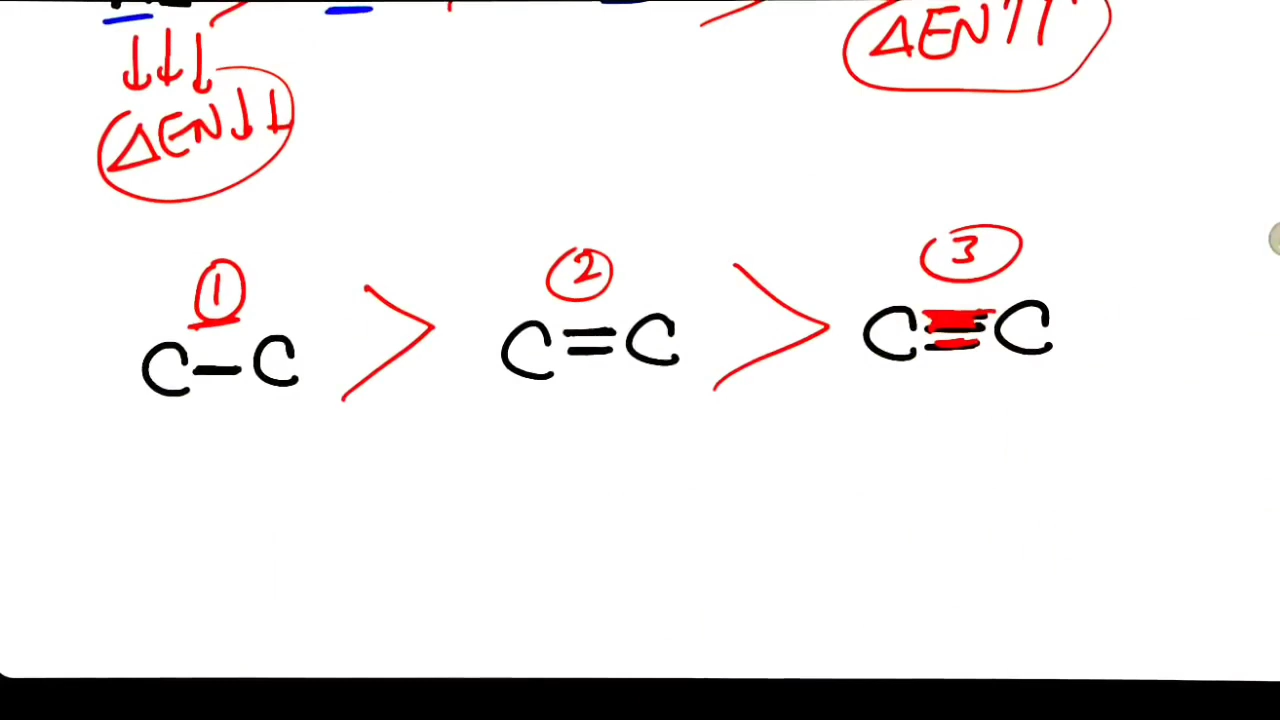 ΔEN↑↑
↓↓↓
ΔEN↓↓
1 2 3
C-C > C=C > C≡C